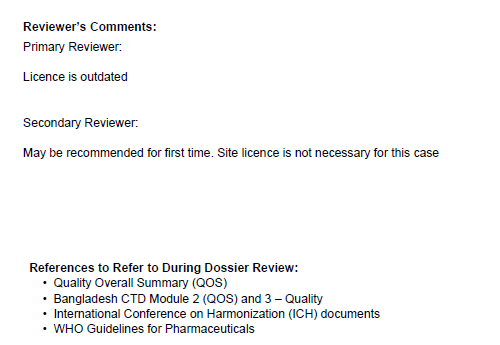 Reviewer's Comments:
Primary Reviewer:
Licence is outdated
Secondary Reviewer:
May be recommended for first time. Site licence is not necessary for this case
References to Refer to During Dossier Review:
• Quality Overall Summary (QOS)
• Bangladesh CTD Module 2 (QOS) and 3 – Quality
• International Conference on Harmonization (ICH) documents
• WHO Guidelines for Pharmaceuticals